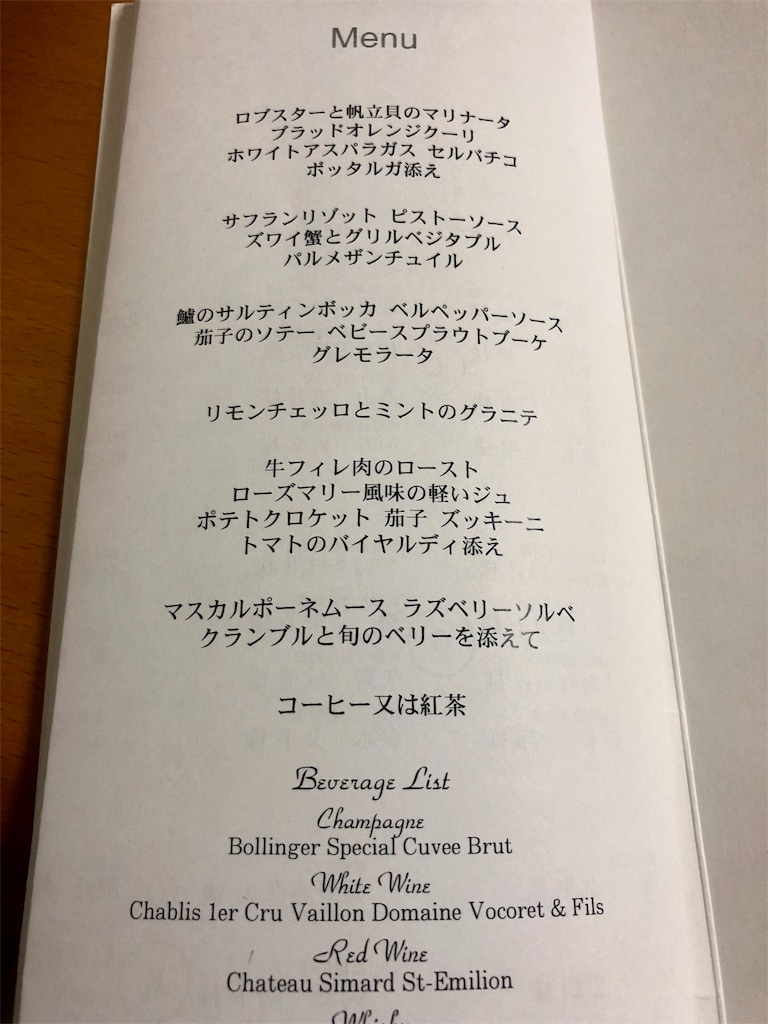 Menu
ロブスターと帆立貝のマリナータ
ブラッドオレンジクーリ
ホワイトアスパラガス セルバチコ
ボッタルガ添え
サフランリゾット ピストーソース
ズワイ蟹とグリルベジタブル
パルメザンチュイル
鱸のサルティンボッカ ベルペッパーソース
茄子のソテー ベビースプラウトブーケ
グレモラータ
リモンチェッロとミントのグラニテ
牛フィレ肉のロースト
ローズマリー風味の軽いジュ
ポテトクロケット 茄子 ズッキーニ
トマトのバイヤルディ添え
マスカルポーネムース ラズベリーソルベ
クランブルと旬のベリーを添えて
コーヒー又は紅茶
Beverage List
Champagne
Bollinger Special Cuvee Brut
White Wine
Chablis 1er Cru Vaillon Domaine Vocoret & Fils
Red Wine
Chateau Simard St-Emilion
Whisky